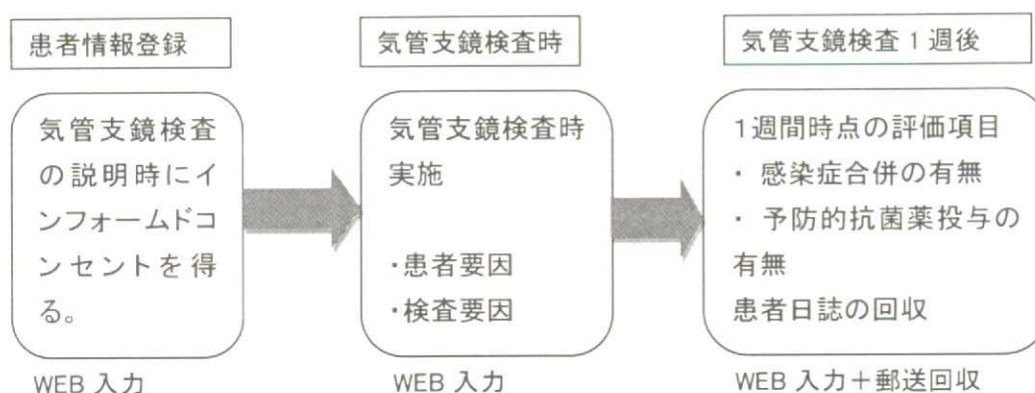 患者情報登録
気管支鏡検査
の説明時にイ
ンフォームドコ
ンセントを得
る。
WEB 入力
気管支鏡検査時
気管支鏡検査時
実施
・患者要因
・検査要因
WEB 入力
気管支鏡検査1週後
1週間時点の評価項目
・ 感染症合併の有無
・ 予防的抗菌薬投与の
有無
患者日誌の回収
WEB 入力+郵送回収